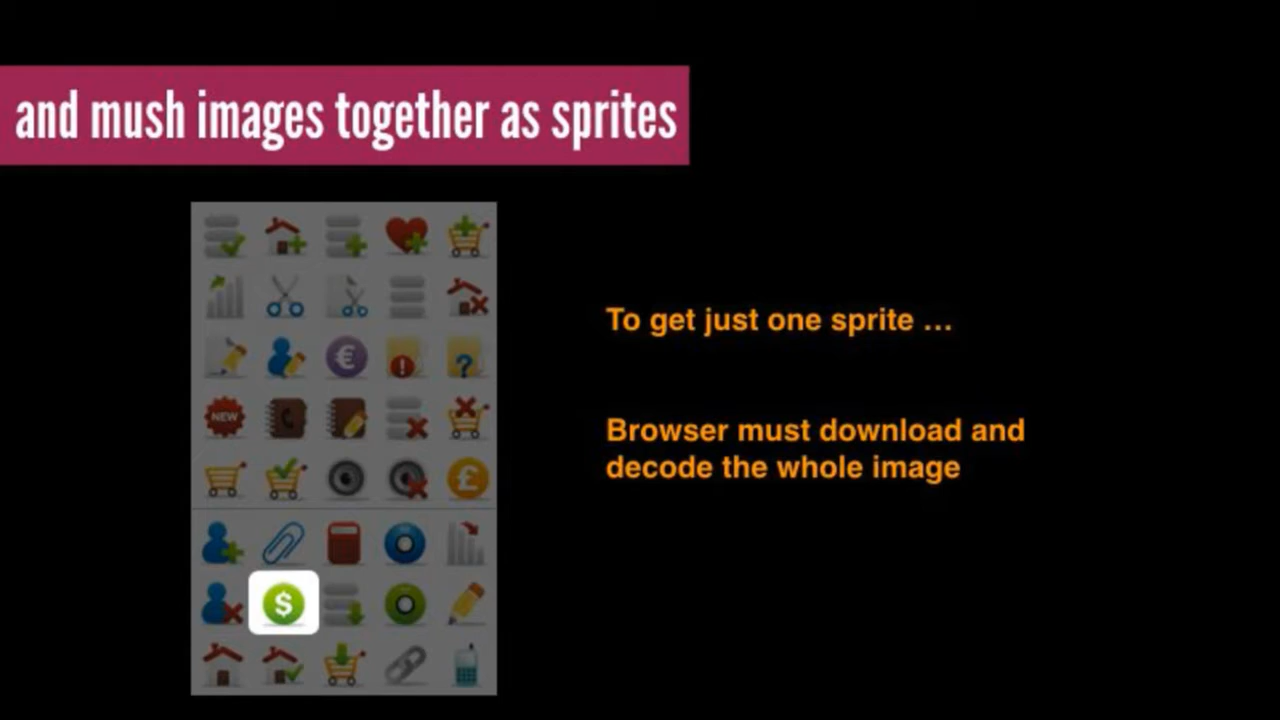 and mush images together as sprites
To get just one sprite …
Browser must download and
decode the whole image
€
!
?
NEW
£
$